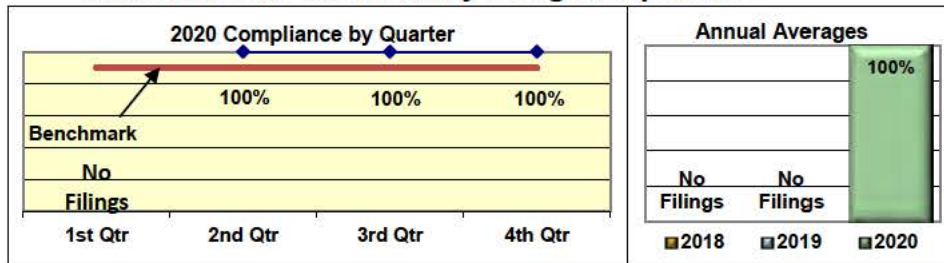 2020 Compliance by Quarter
100% 100% 100%
Benchmark
No
Filings
1st Qtr 2nd Qtr 3rd Qtr 4th Qtr
Annual Averages
100%
No No
Filings Filings
2018 2019 2020